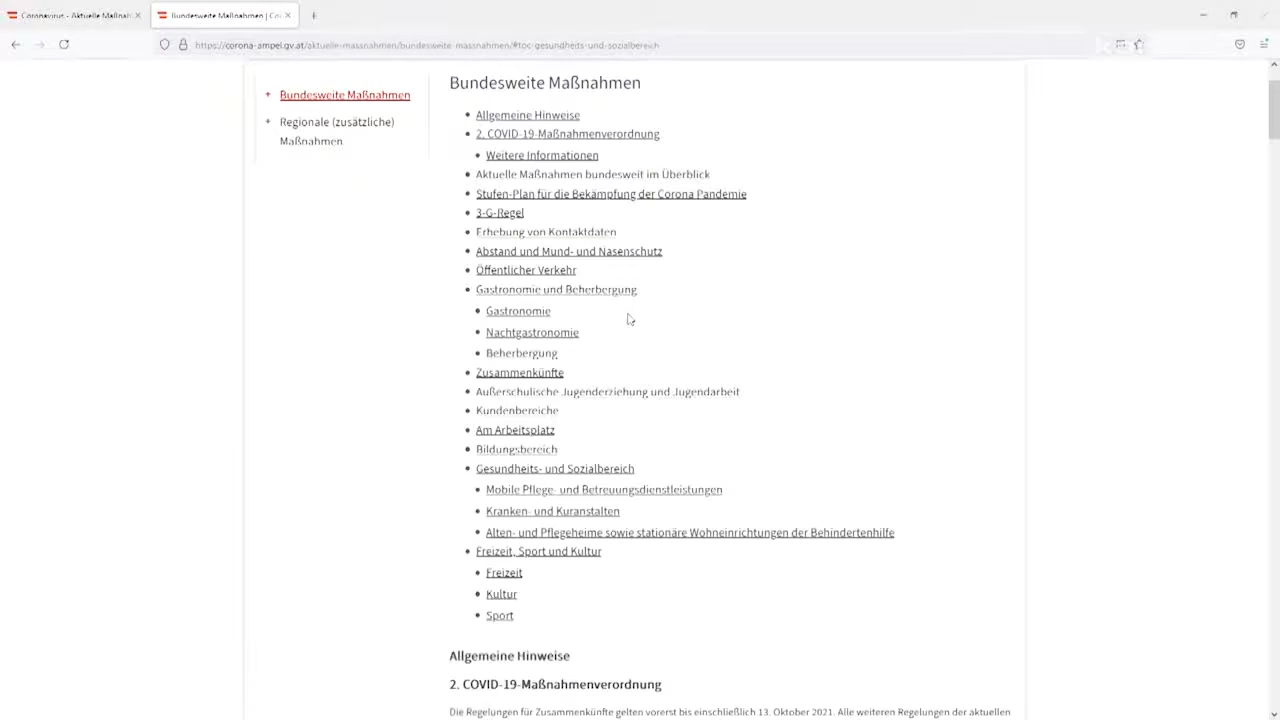 Coronavirus - Aktuelle Maßnah
Bundesweite Maßnahmen | Co
https://corona-ampel.gv.at/aktuelle-massnahmen/bundesweite-massnahmen/#toc-gesundheits-und-sozialbereich
Bundesweite Maßnahmen
Regionale (zusätzliche)
Maßnahmen
Bundesweite Maßnahmen
Allgemeine Hinweise
2. COVID-19-Maßnahmenverordnung
Weitere Informationen
Aktuelle Maßnahmen bundesweit im Überblick
Stufen-Plan für die Bekämpfung der Corona Pandemie
3-G-Regel
Erhebung von Kontaktdaten
Abstand und Mund- und Nasenschutz
Öffentlicher Verkehr
Gastronomie und Beherbergung
Gastronomie
Nachtgastronomie
Beherbergung
Zusammenkünfte
Außerschulische Jugenderziehung und Jugendarbeit
Kundenbereiche
Am Arbeitsplatz
Bildungsbereich
Gesundheits- und Sozialbereich
Mobile Pflege- und Betreuungsdienstleistungen
Kranken- und Kuranstalten
Alten- und Pflegeheime sowie stationäre Wohneinrichtungen der Behindertenhilfe
Freizeit, Sport und Kultur
Freizeit
Kultur
Sport
Allgemeine Hinweise
2. COVID-19-Maßnahmenverordnung
Die Regelungen für Zusammenkünfte gelten vorerst bis einschließlich 13. Oktober 2021. Alle weiteren Regelungen der aktuellen